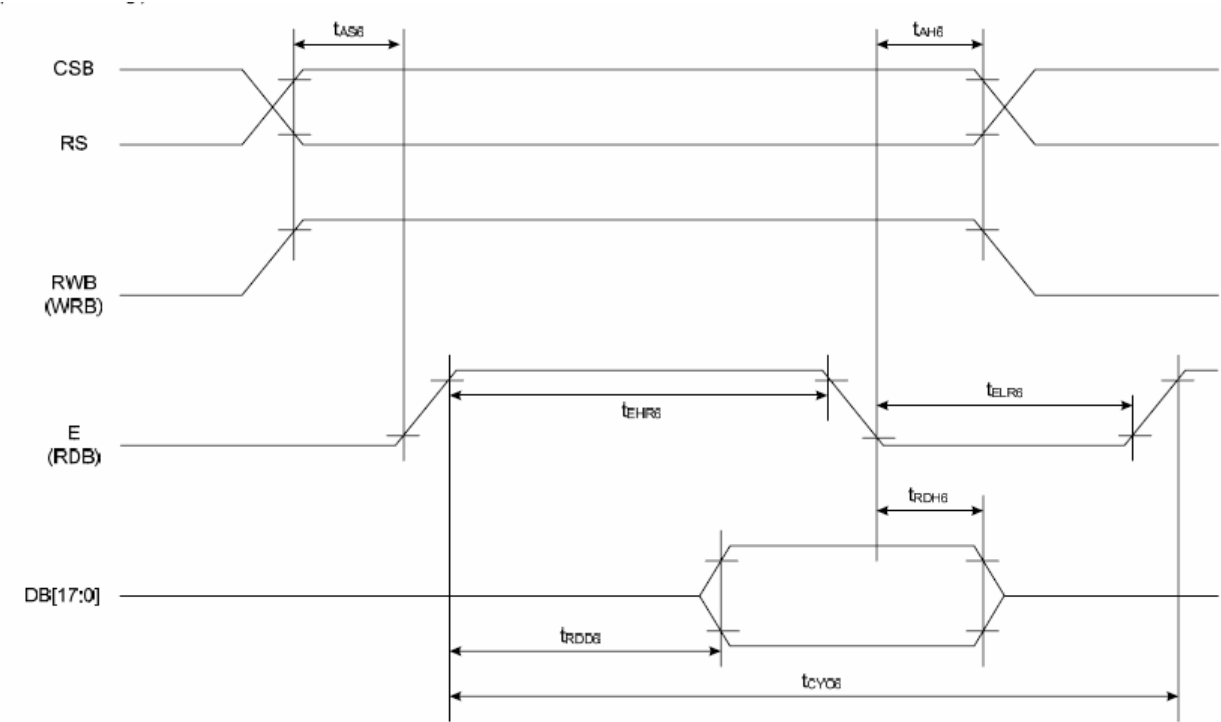 tAS6 tAH6
CSB
RS
RWB
(WRB)
tEHR6 tELR6
E
(RDB)
tRDH6
DB[17:0]
tRDD6
tCYC6